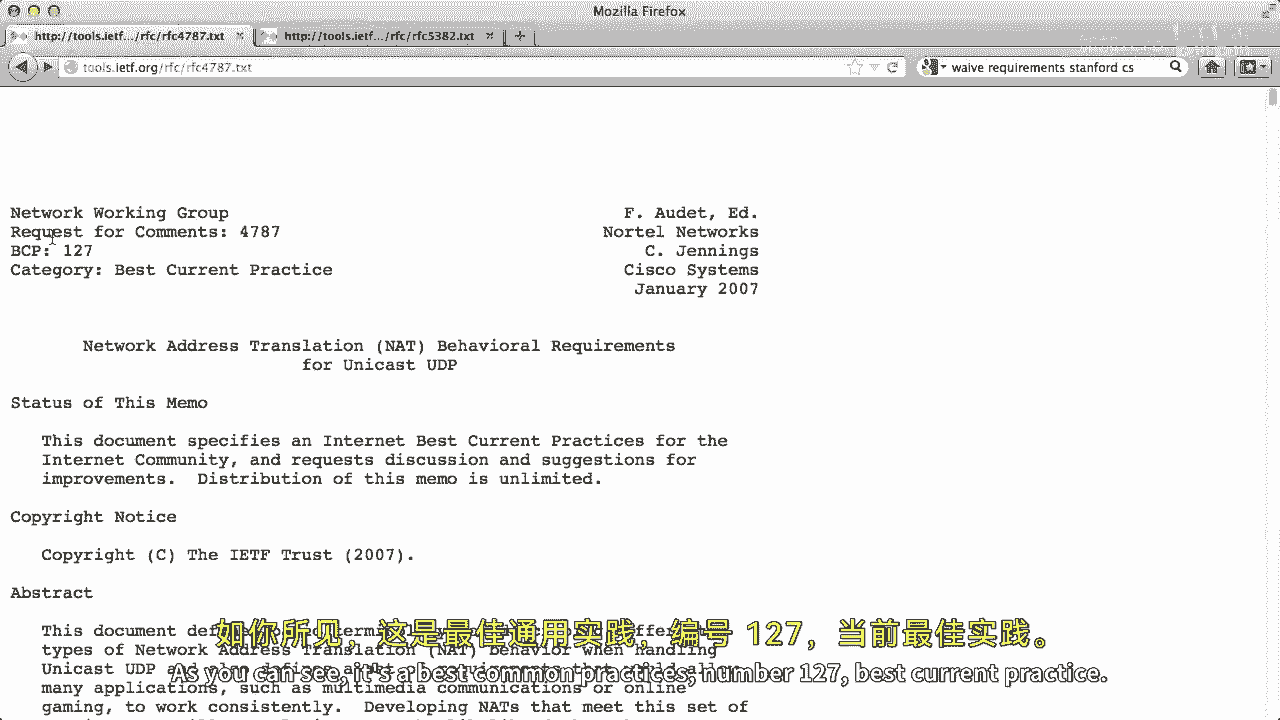 Mozilla Firefox
http://tools.ietf.../rfc/rfc4787.txt
http://tools.ietf.../rfc/rfc5382.txt
tools.ietf.org/rfc/rfc4787.txt
waive requirements stanford cs
Network Working Group F. Audet, Ed.
Request for Comments: 4787 Nortel Networks
BCP: 127 C. Jennings
Category: Best Current Practice Cisco Systems
January 2007
Network Address Translation (NAT) Behavioral Requirements
for Unicast UDP
Status of This Memo
This document specifies an Internet Best Current Practices for the
Internet Community, and requests discussion and suggestions for
improvements. Distribution of this memo is unlimited.
Copyright Notice
Copyright (C) The IETF Trust (2007).
Abstract
This document
types of Network Address Translation (NAT) behavior when handling
Unicast UDP
many applications, such as multimedia communications or online
gaming, to work consistently. Developing NATs that meet this set of
如你所见，这是最佳通用实践，编号 127，当前最佳实践。
As you can see, it's a best common practices, number 127, best current practice.